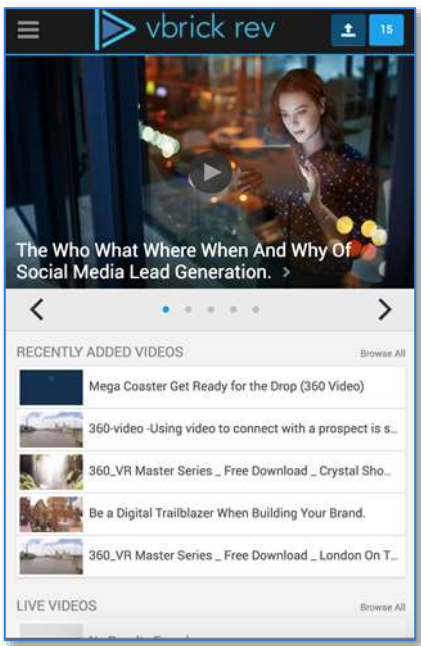 vbrick rev
15
The Who What Where When And Why Of
Social Media Lead Generation. >
RECENTLY ADDED VIDEOS
Browse All
Mega Coaster Get Ready for the Drop (360 Video)
360-video -Using video to connect with a prospect is s...
360_VR Master Series _ Free Download _ Crystal Sho...
Be a Digital Trailblazer When Building Your Brand.
360_VR Master Series _ Free Download _ London On T...
LIVE VIDEOS
Browse All